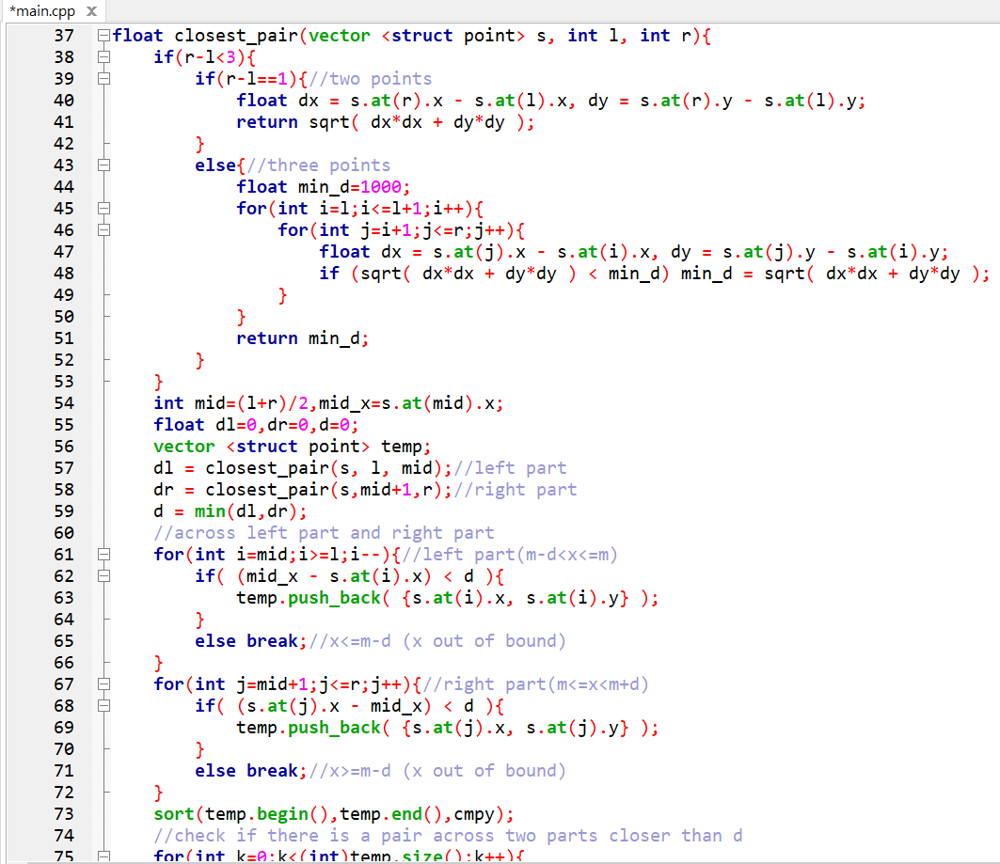 *main.cpp X
37 float closest_pair(vector <struct point> s, int l, int r){
38 if(r-l<3){
39 if(r-l==1){//two points
40 float dx = s.at(r).x - s.at(l).x, dy = s.at(r).y - s.at(l).y;
41 return sqrt( dx*dx + dy*dy );
42 }
43 else{//three points
44 float min_d=1000;
45 for(int i=l;i<=l+1;i++){
46 for(int j=i+1;j<=r;j++){
47 float dx = s.at(j).x - s.at(i).x, dy = s.at(j).y - s.at(i).y;
48 if (sqrt( dx*dx + dy*dy ) < min_d) min_d = sqrt( dx*dx + dy*dy );
49 }
50 }
51 return min_d;
52 }
53 }
54 int mid=(l+r)/2,mid_x=s.at(mid).x;
55 float dl=0,dr=0,d=0;
56 vector <struct point> temp;
57 dl = closest_pair(s, l, mid);//left part
58 dr = closest_pair(s,mid+1,r);//right part
59 d = min(dl,dr);
60 //across left part and right part
61 for(int i=mid;i>=l;i--){//left part(m-d<x<=m)
62 if( (mid_x - s.at(i).x) < d ){
63 temp.push_back( {s.at(i).x, s.at(i).y} );
64 }
65 else break;//x<=m-d (x out of bound)
66 }
67 for(int j=mid+1;j<=r;j++){//right part(m<=x<m+d)
68 if( (s.at(j).x - mid_x) < d ){
69 temp.push_back( {s.at(j).x, s.at(j).y} );
70 }
71 else break;//x>=m-d (x out of bound)
72 }
73 sort(temp.begin(),temp.end(),cmpy);
74 //check if there is a pair across two parts closer than d
75 for(int k=0;k<(int)temp.size();k++){